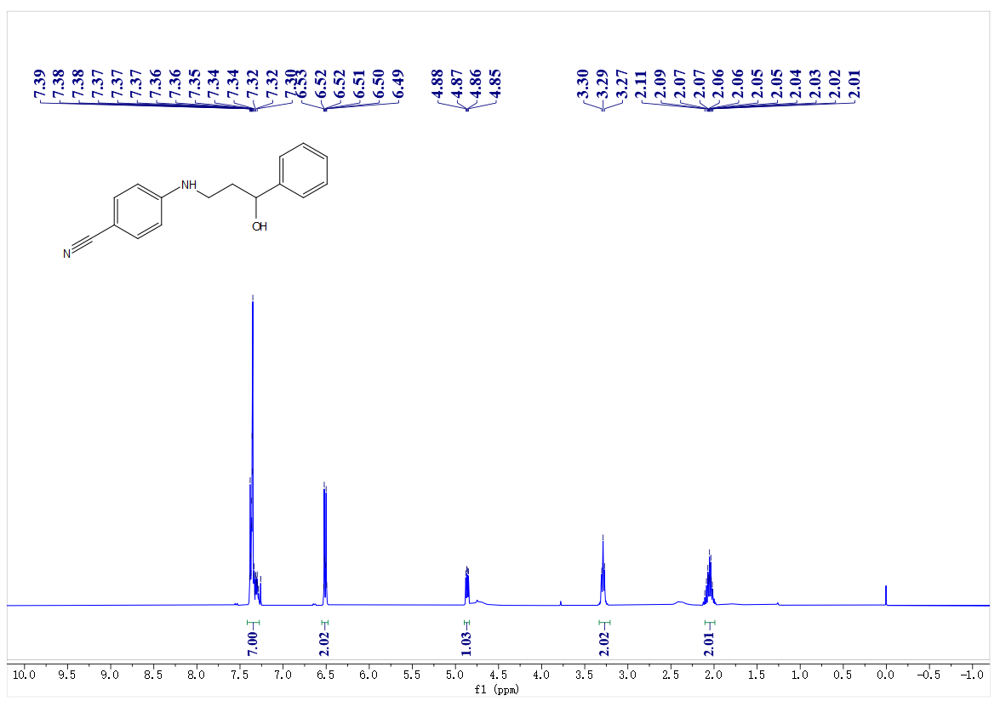 7.39 7.38 7.38 7.37 7.37 7.37 7.36 7.36 7.35 7.34 7.34 7.32 7.32 7.30 6.53 6.52 6.52 6.51 6.50 6.49 4.88 4.87 4.86 4.85 3.30 3.29 3.27 2.11 2.09 2.07 2.07 2.06 2.06 2.05 2.05 2.04 2.03 2.02 2.01
NH
OH
N
7.00 2.02 1.03 2.02 2.01
10.0 9.5 9.0 8.5 8.0 7.5 7.0 6.5 6.0 5.5 5.0 4.5 4.0 3.5 3.0 2.5 2.0 1.5 1.0 0.5 0.0 -0.5 -1.0
f1 (ppm)